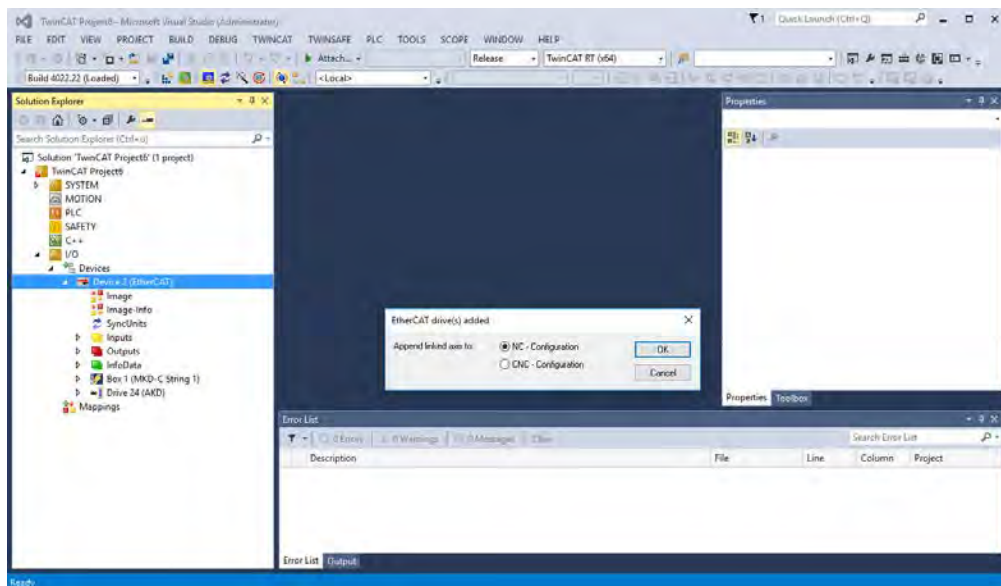 TwinCAT Project6 - Microsoft Visual Studio (Administrator)
1
Quick Launch (Ctrl+Q)
FILE EDIT VIEW PROJECT BUILD DEBUG TWINCAT TWINSAFE PLC TOOLS SCOPE WINDOW HELP
Attach...
Release
TwinCAT RT (x64)
Build 4022.22 (Loaded)
<Local>
Solution Explorer
Search Solution Explorer (Ctrl+ü)
Solution 'TwinCAT Project6' (1 project)
TwinCAT Project6
SYSTEM
MOTION
PLC
SAFETY
C++
I/O
Devices
Device 2 (EtherCAT)
Image
Image-Info
SyncUnits
Inputs
Outputs
InfoData
Box 1 (MKD-C String 1)
Drive 24 (AKD)
Mappings
EtherCAT drive(s) added
Append linked axis to:
NC - Configuration
CNC - Configuration
OK
Cancel
Properties
Properties Toolbox
Error List
0 Errors
0 Warnings
0 Messages
Clear
Search Error List
Description
File
Line
Column
Project
Error List Output
Ready